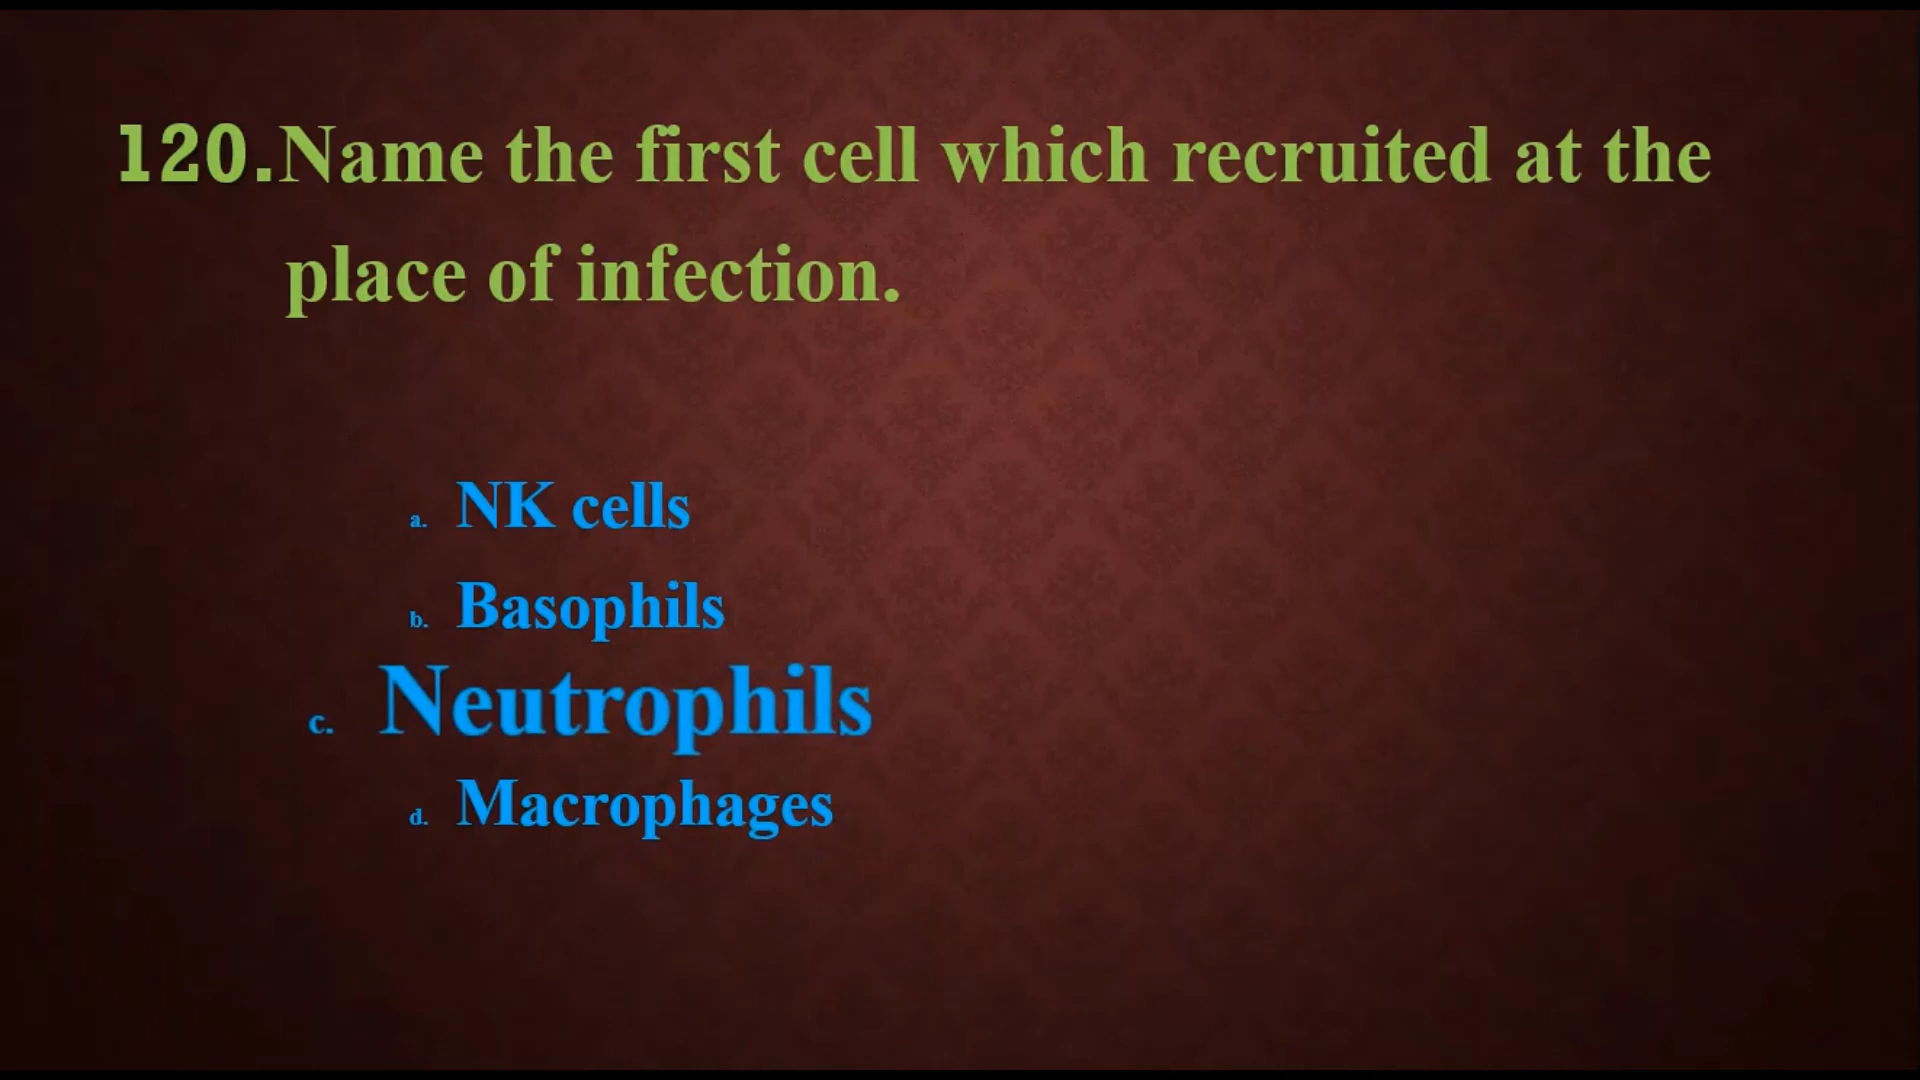 120.Name the first cell which recruited at the
place of infection.
a. NK cells
b. Basophils
c. Neutrophils
d. Macrophages